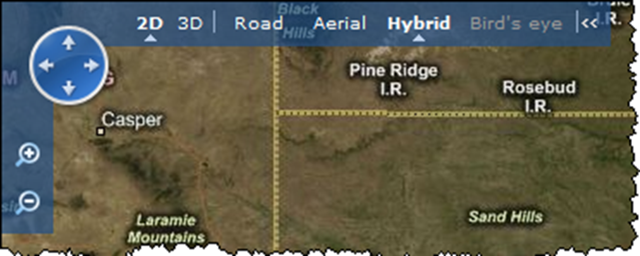 2D 3D | Road Aerial Hybrid Bird's eye |<<
Black
Hills
I.R.
Pine Ridge
I.R.
Rosebud
I.R.
Casper
Laramie
Mountains
Sand Hills